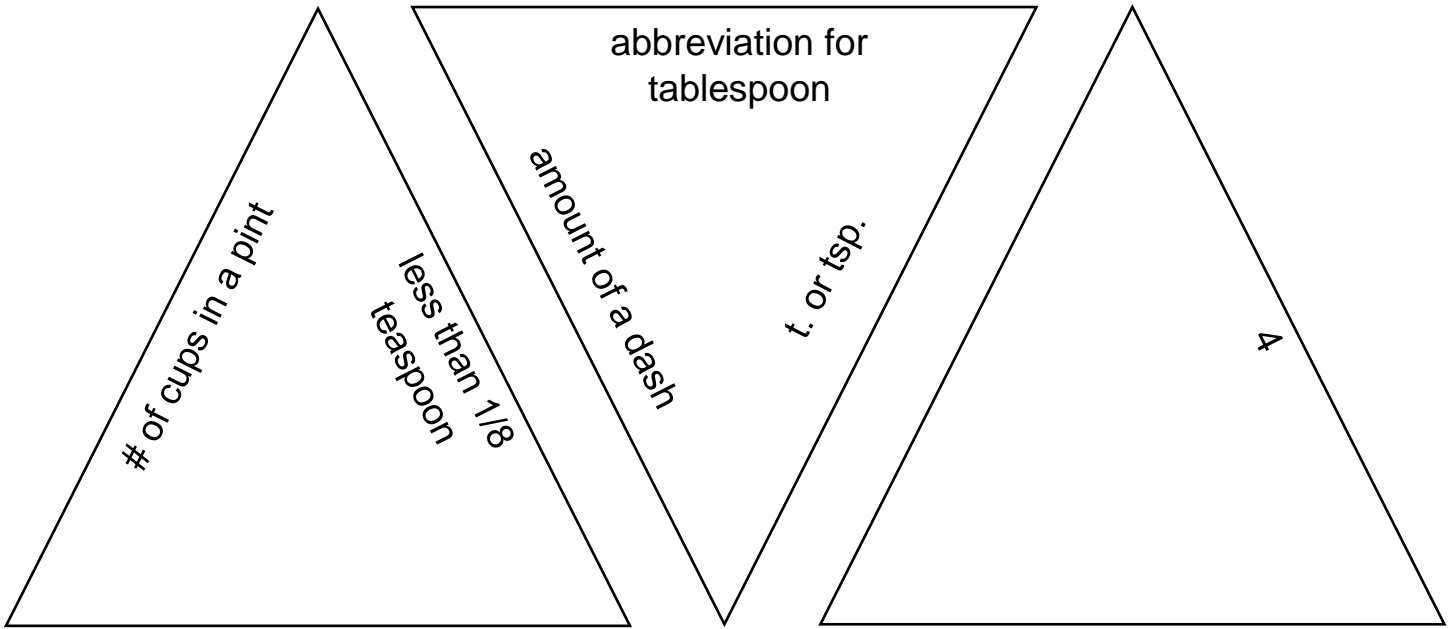 # of cups in a pint
less than 1/8
teaspoon
abbreviation for
tablespoon
amount of a dash
t. or tsp.
4